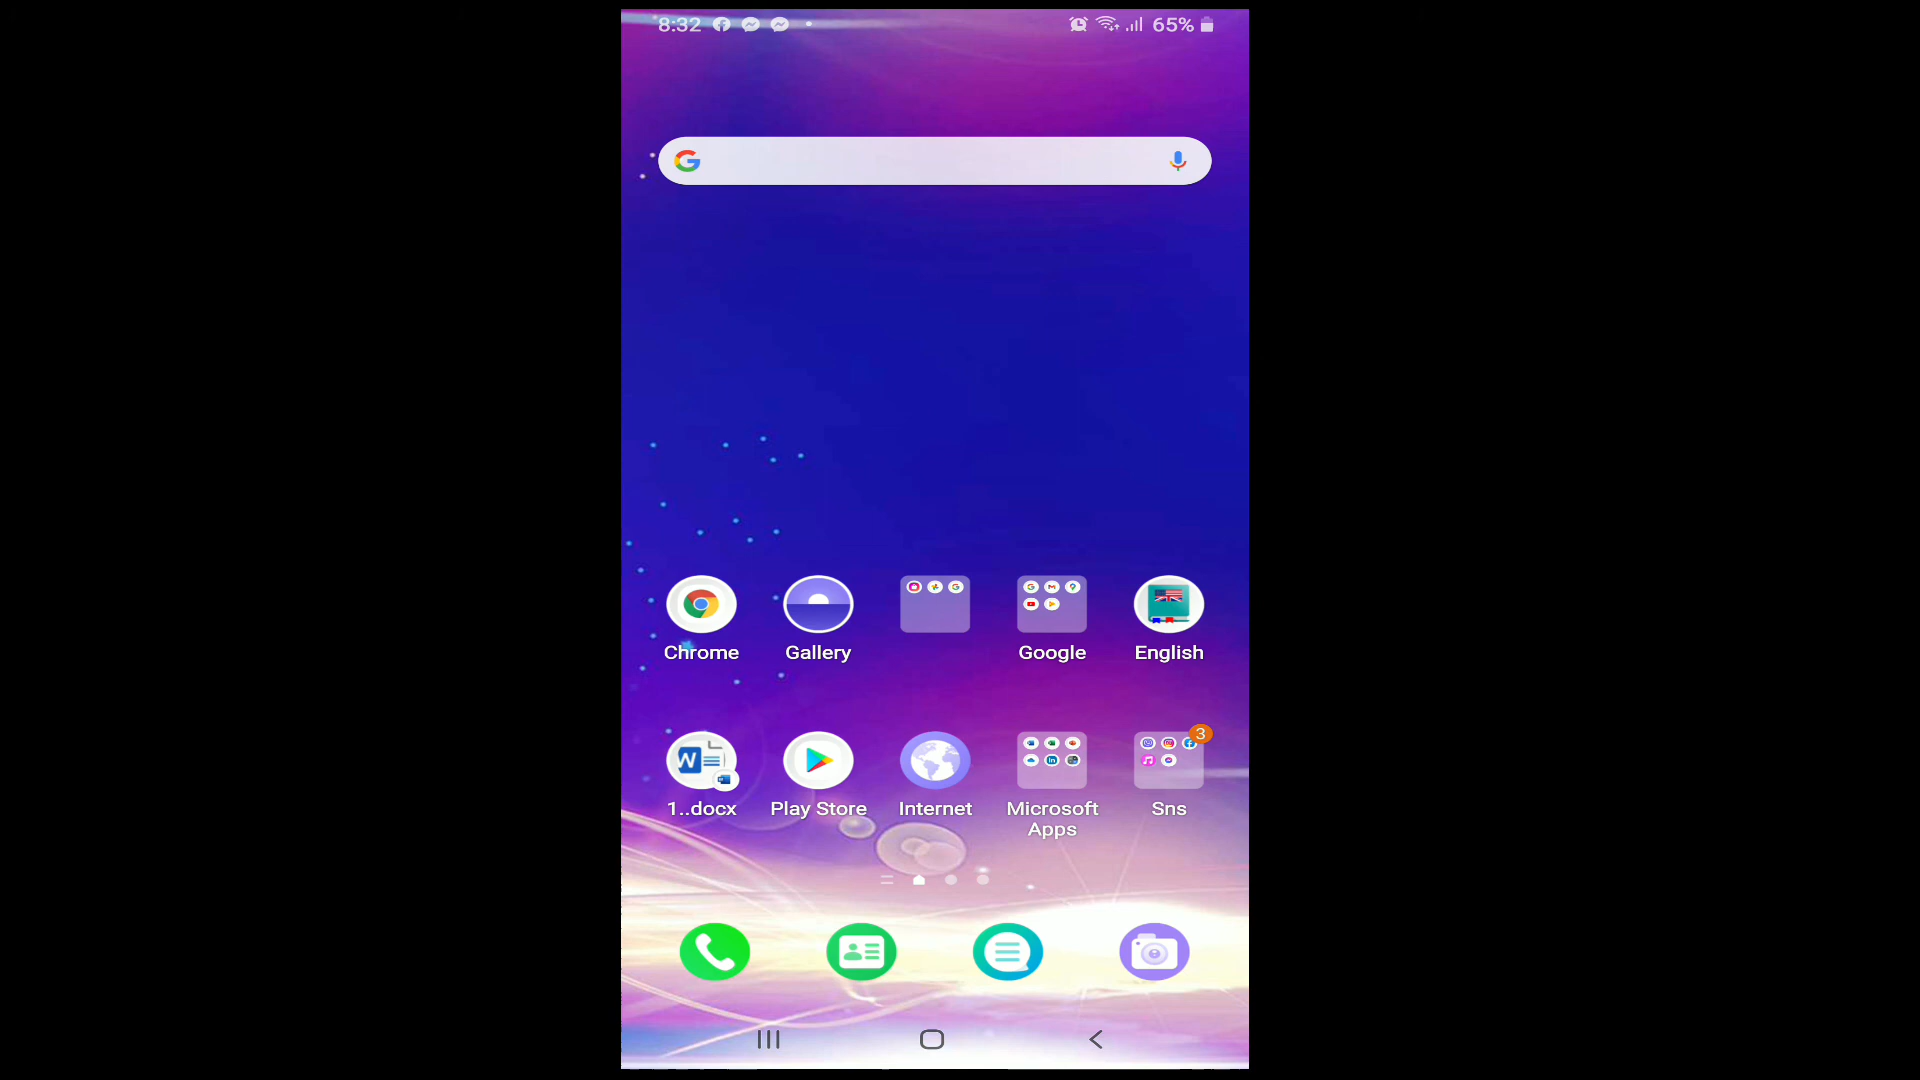 8:32 65%
Chrome Gallery Google English
3
W
1..docx Play Store Internet Microsoft Apps Sns